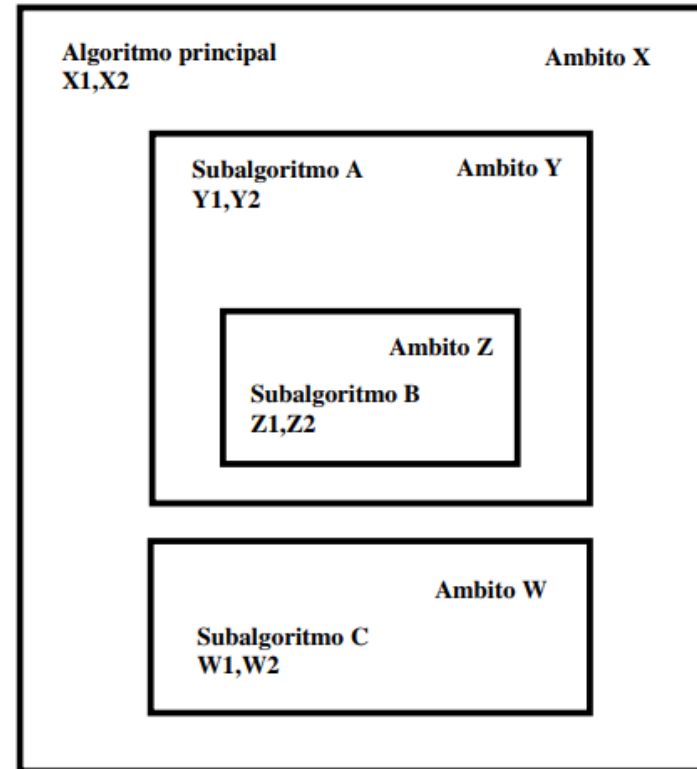 Algoritmo principal
Ambito X
X1,X2
Subalgoritmo A
Ambito Y
Y1,Y2
Ambito Z
Subalgoritmo B
Z1,Z2
Ambito W
Subalgoritmo C
W1,W2